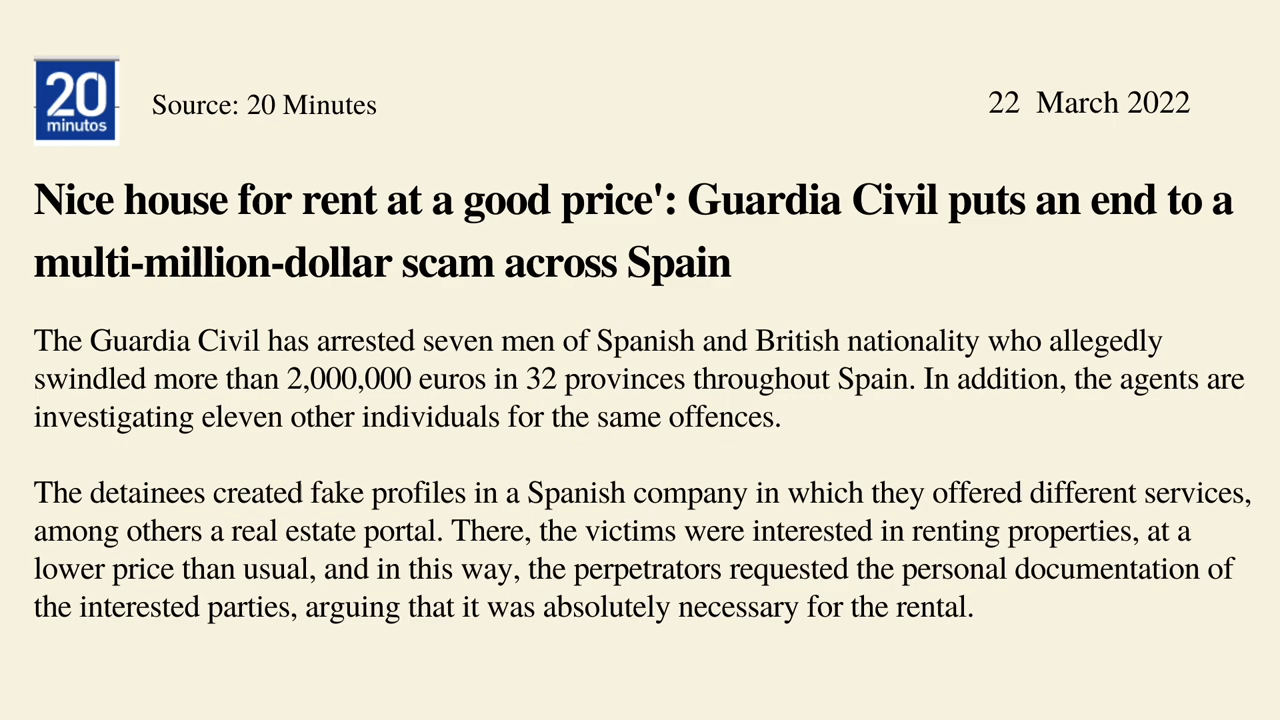 20
minutos
Source: 20 Minutes
22 March 2022
Nice house for rent at a good price': Guardia Civil puts an end to a
multi-million-dollar scam across Spain
The Guardia Civil has arrested seven men of Spanish and British nationality who allegedly
swindled more than 2,000,000 euros in 32 provinces throughout Spain. In addition, the agents are
investigating eleven other individuals for the same offences.
The detainees created fake profiles in a Spanish company in which they offered different services,
among others a real estate portal. There, the victims were interested in renting properties, at a
lower price than usual, and in this way, the perpetrators requested the personal documentation of
the interested parties, arguing that it was absolutely necessary for the rental.